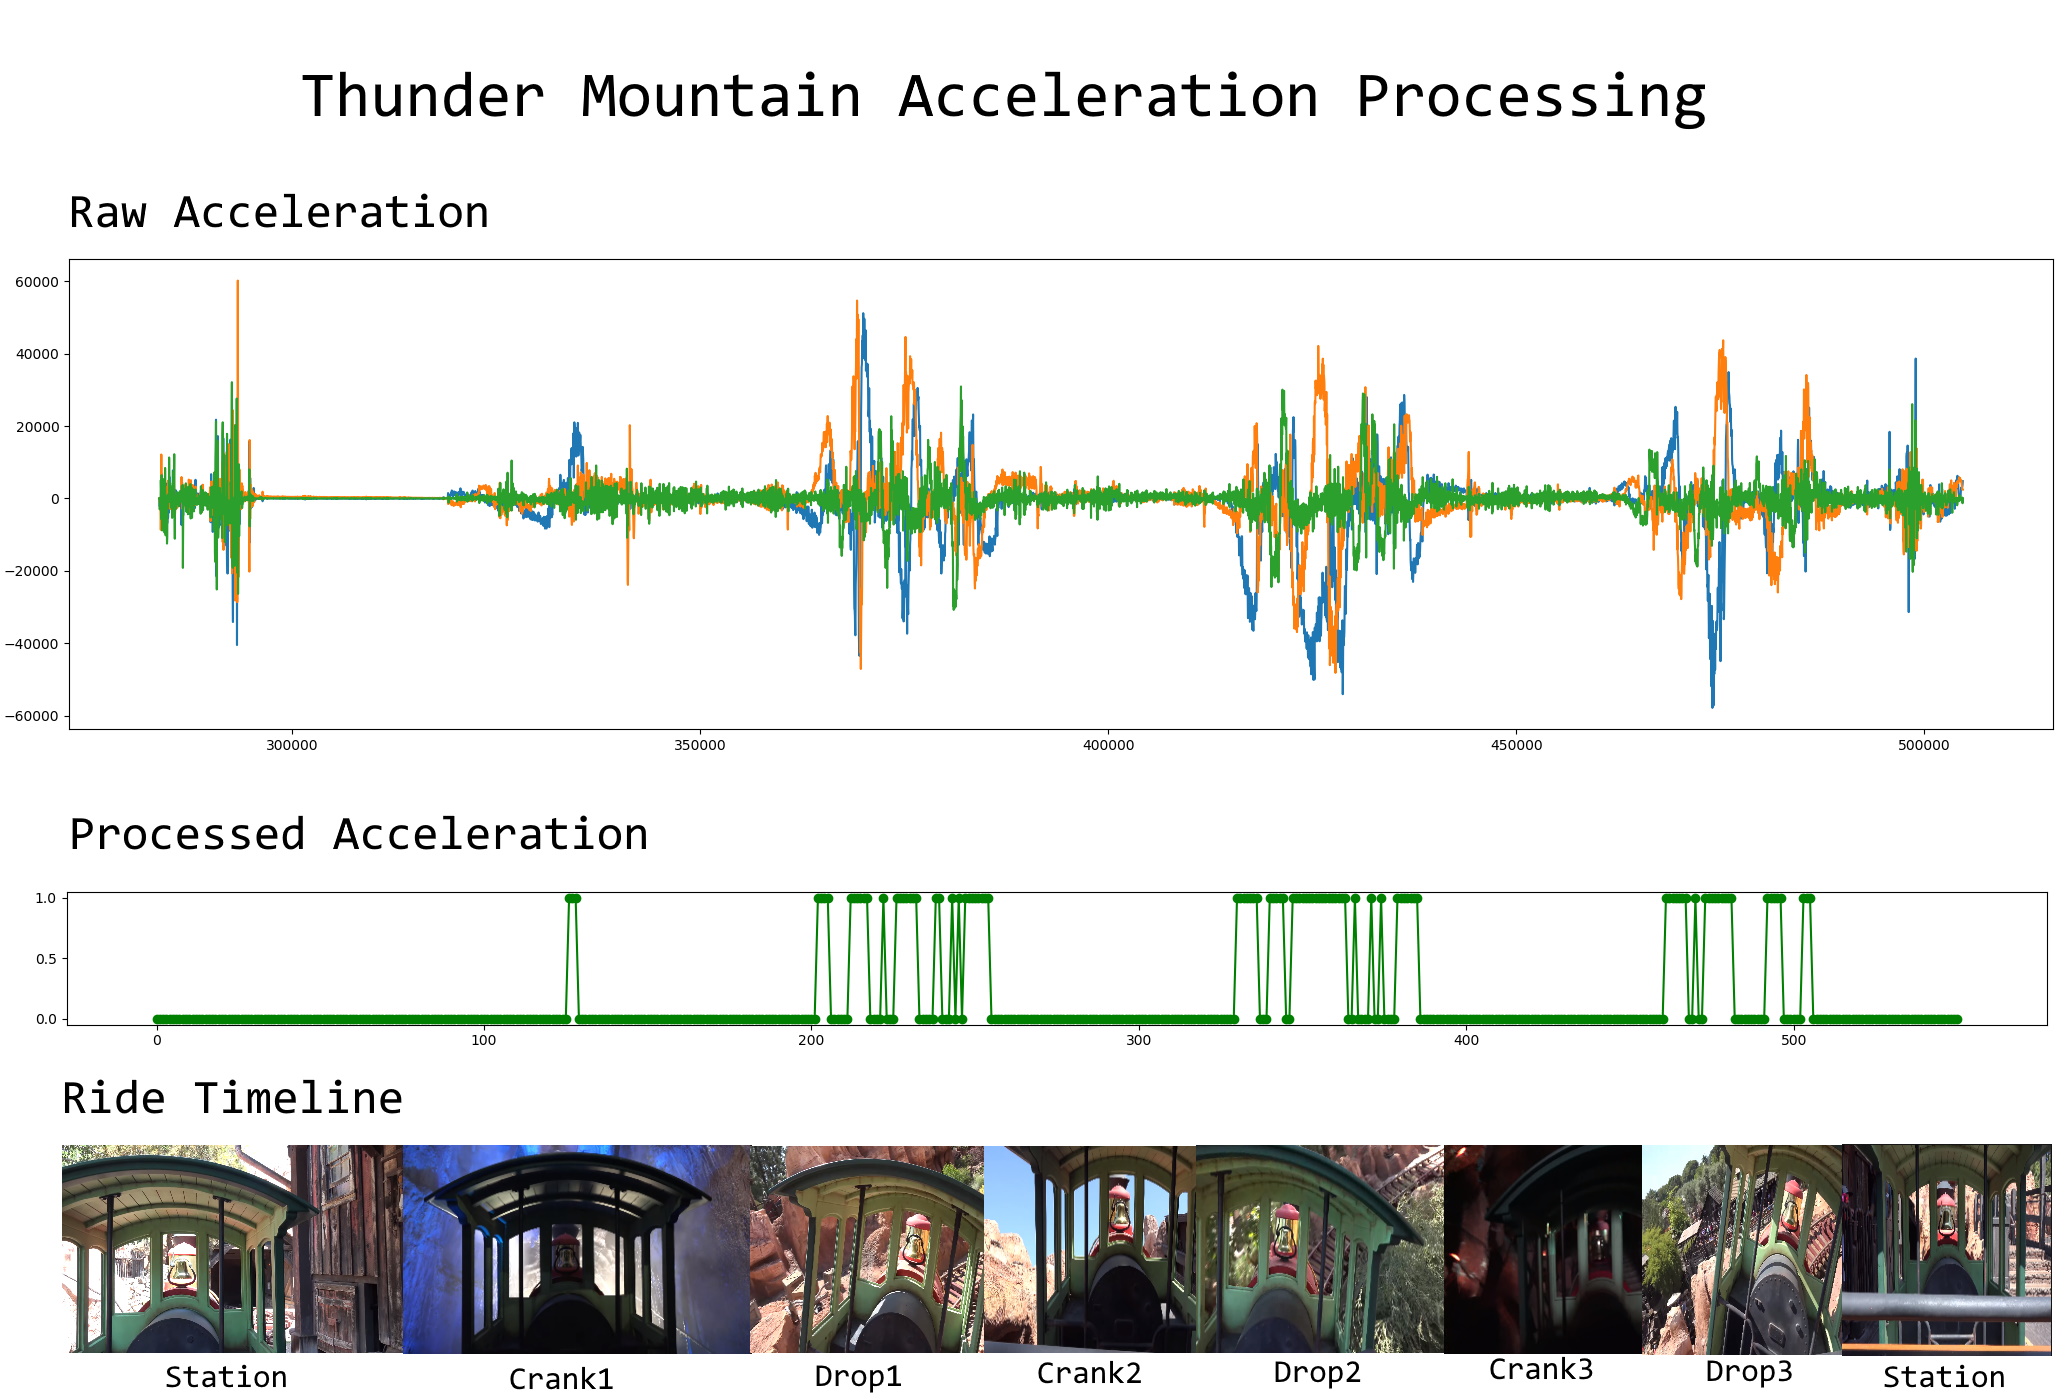 Thunder Mountain Acceleration Processing
Raw Acceleration
60000
40000
20000
0
−20000
−40000
−60000
300000 350000 400000 450000 500000
Processed Acceleration
1.0
0.5
0.0
0 100 200 300 400 500
Ride Timeline
Station Crank1 Drop1 Crank2 Drop2 Crank3 Drop3 Station